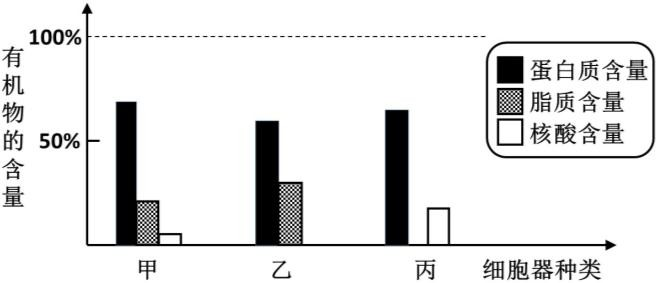 100%
50%
有机物的含量
蛋白质含量
脂质含量
核酸含量
甲 乙 丙 细胞器种类